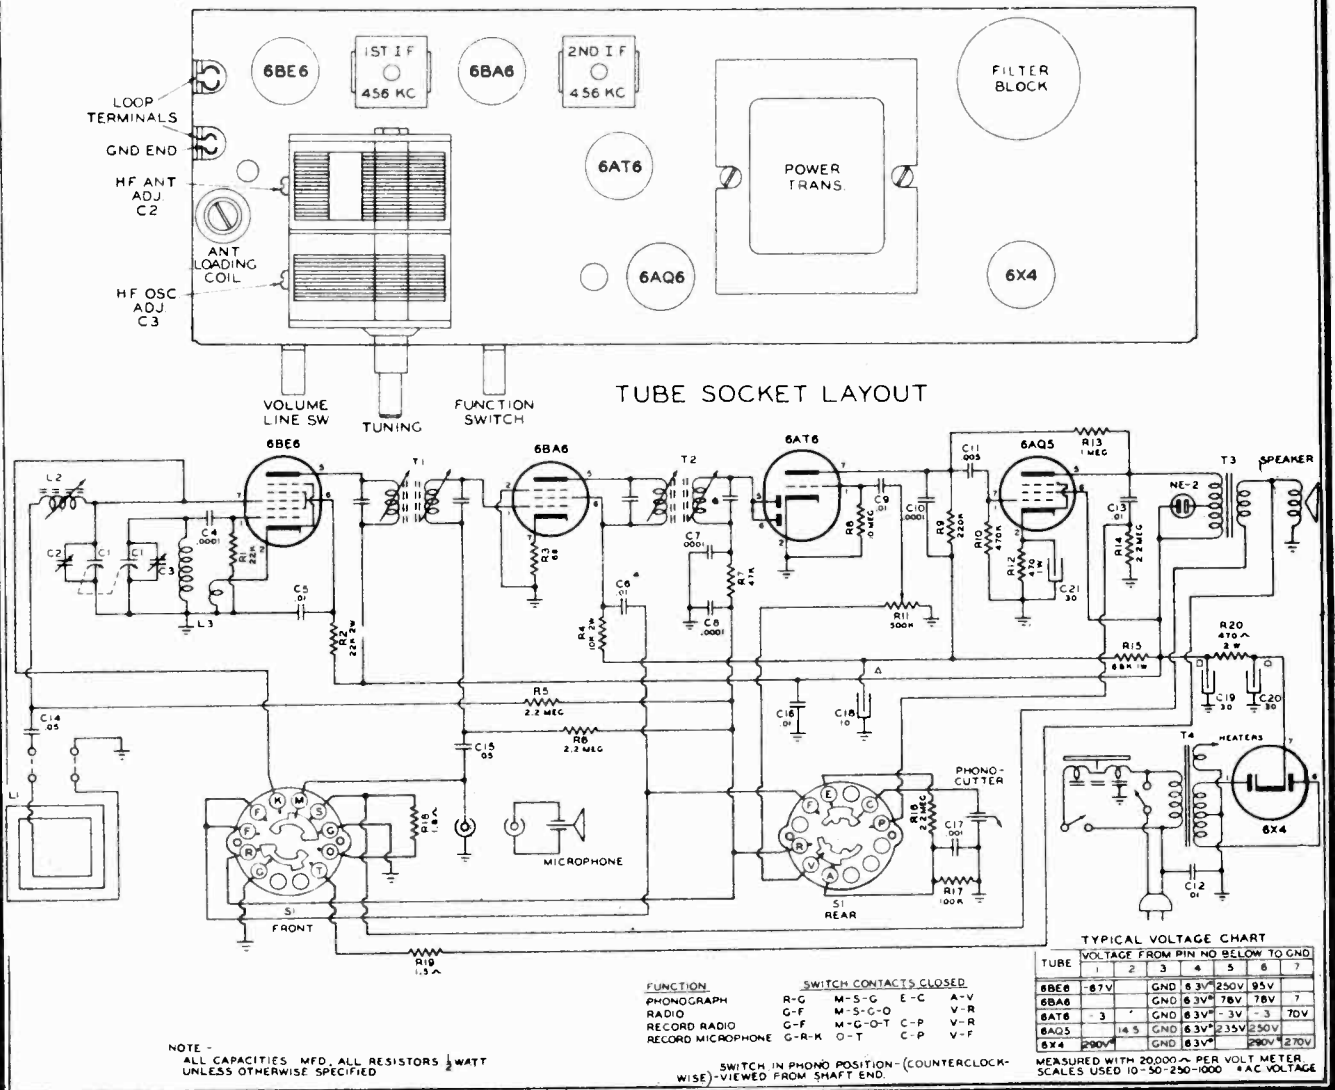 6BE6
1ST I F
456 KC
6BA6
2ND I F
456 KC
FILTER
BLOCK
LOOP
TERMINALS
GND END
HF ANT
ADJ.
C2
6AT6
POWER
TRANS.
ANT
LOADING
COIL
HF OSC
ADJ.
C3
6AQ6
6X4
VOLUME
LINE SW
TUNING
FUNCTION
SWITCH
TUBE SOCKET LAYOUT
6BE6
T1
6BA6
T2
6AT6
C11
.005
6AQ5
R13
1 MEG
T3
SPEAKER
NE-2
L2
C2
C1
C1
C3
C4
.0001
R1
22K
L3
C5
.01
R2
22K 2W
R3
68
R4
10K 2W
C6
.01
C7
.0001
C8
.0001
R7
47K
R8
10 MEG
C9
.01
C10
.0001
R9
220K
R10
470K
R11
500K
R12
470
1W
C21
30
C13
.01
R14
2.2 MEG
R15
6.8K 1W
R20
470 ~
2 W
C19
30
C20
30
C14
.05
L1
R5
2.2 MEG
R6
2.2 MEG
C15
.05
C16
.01
C18
10
T4
HEATERS
6X4
C12
.01
K M S G O T G R F F
S1
FRONT
R18
1.8~
MICROPHONE
E C P A V R F
S1
REAR
R16
2.2 MEG
PHONO-
CUTTER
C17
.001
R17
100K
R19
1.5~
TYPICAL VOLTAGE CHART
TUBE VOLTAGE FROM PIN NO BELOW TO GND
1 2 3 4 5 6 7
6BE6 -.67V GND 6.3V* 250V 95V
6BA6 GND 6.3V* 78V 78V 7
6AT6 -.3 GND 6.3V* -.3V -.3 70V
6AQ5 14.5 GND 6.3V* 235V 250V
6X4 290V* GND 6.3V* 290V* 270V
MEASURED WITH 20,000~ PER VOLT METER.
SCALES USED 10-50-250-1000 *AC VOLTAGE
FUNCTION SWITCH CONTACTS CLOSED
PHONOGRAPH R-G M-S-G E-C A-V
RADIO G-F M-S-G-O V-R
RECORD RADIO G-F M-G-O-T C-P V-R
RECORD MICROPHONE G-R-K O-T C-P V-F
SWITCH IN PHONO POSITION-(COUNTERCLOCK-
WISE)-VIEWED FROM SHAFT END.
NOTE -
ALL CAPACITIES MFD, ALL RESISTORS ½ WATT
UNLESS OTHERWISE SPECIFIED